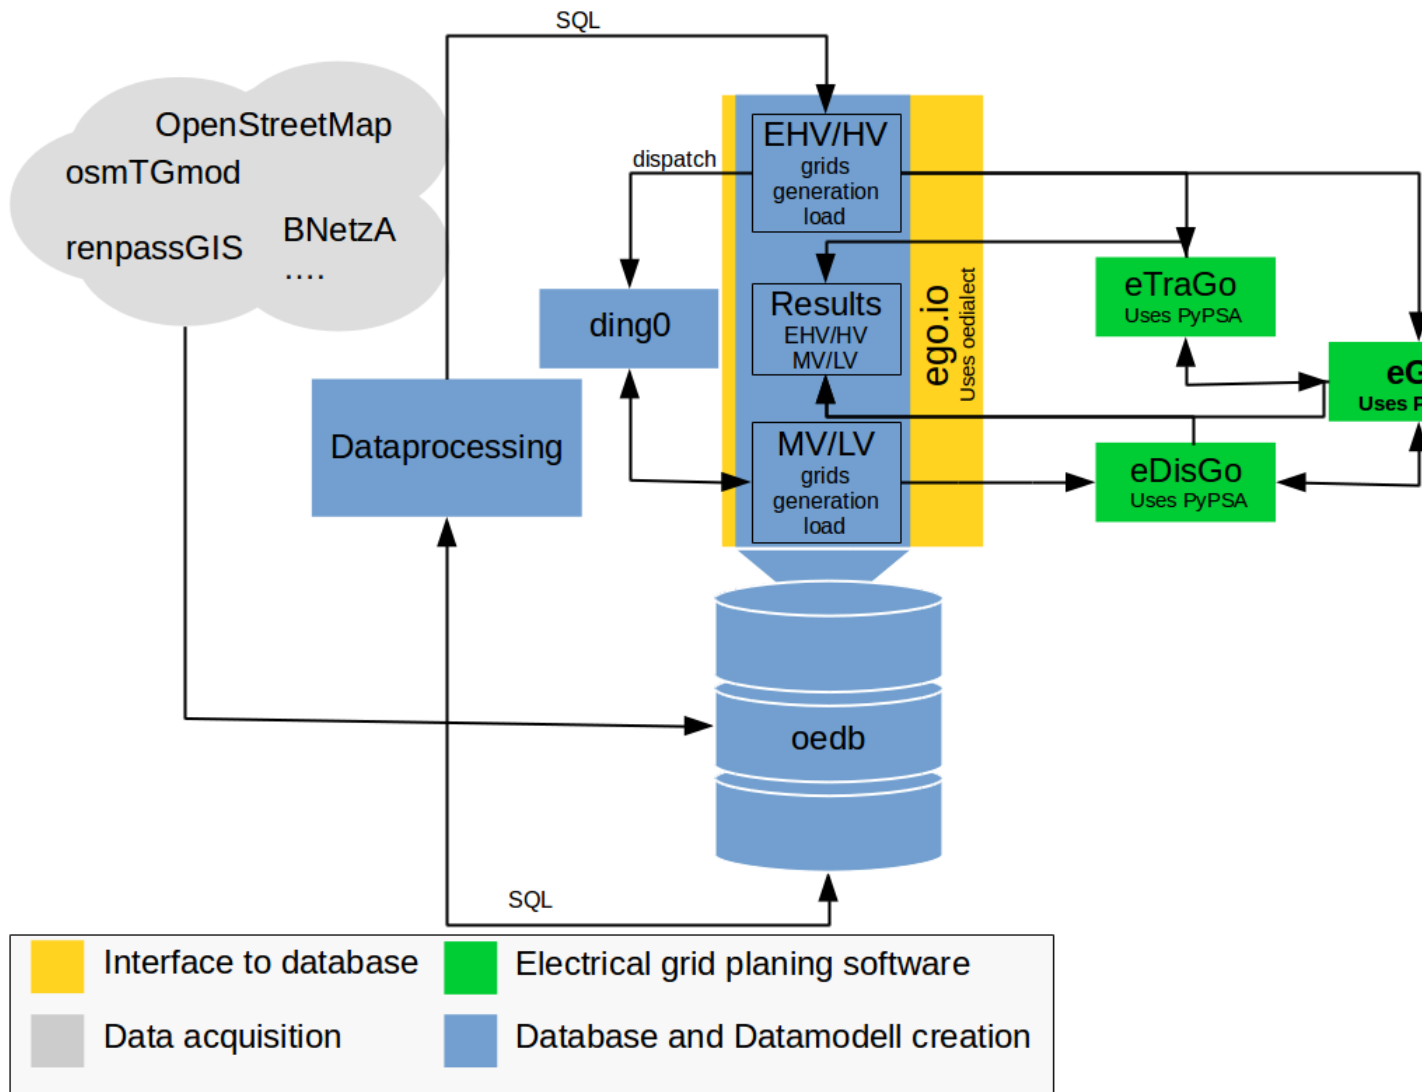 SQL
OpenStreetMap
osmTGmod
renpassGIS
BNetzA
....
dispatch
EHV/HV
grids
generation
load
ding0
Results
EHV/HV
MV/LV
ego.io
Uses oedialect
eTraGo
Uses PyPSA
eG
Uses P
Dataprocessing
MV/LV
grids
generation
load
eDisGo
Uses PyPSA
oedb
SQL
Interface to database
Electrical grid planing software
Data acquisition
Database and Datamodell creation